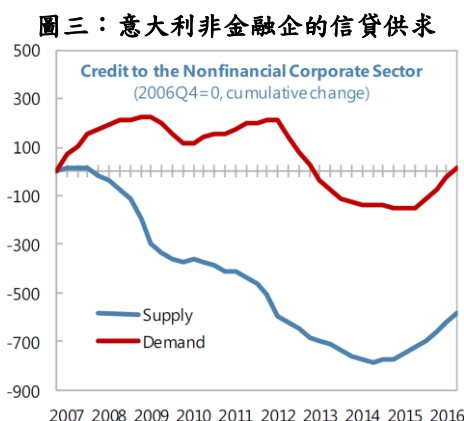 圖三：意大利非金融企的信貸供求
Credit to the Nonfinancial Corporate Sector
(2006Q4=0, cumulative change)
500
300
100
-100
-300
-500
-700
-900
Supply
Demand
2007 2008 2009 2010 2011 2012 2013 2014 2015 2016